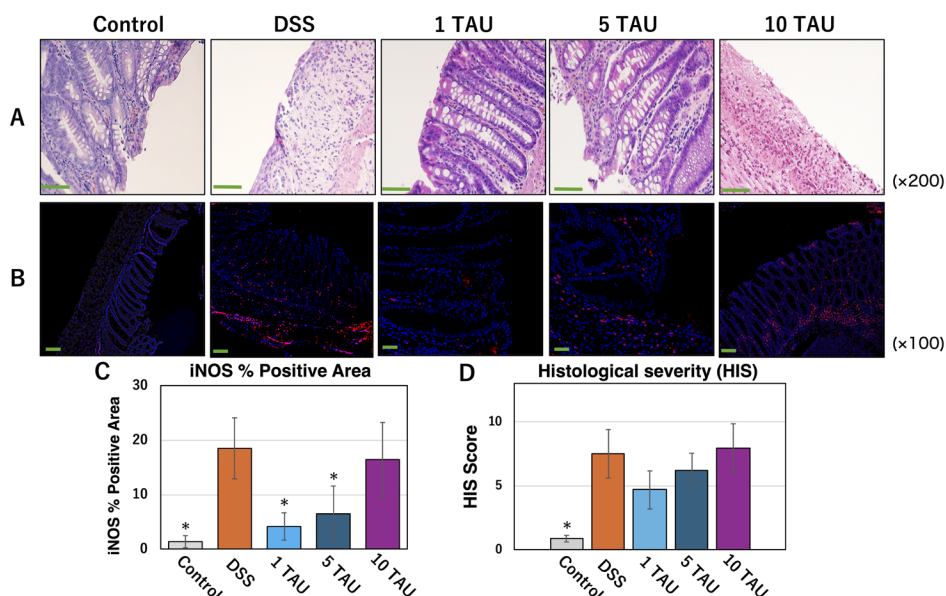 Control DSS 1 TAU 5 TAU 10 TAU
A
(×200)
B
(×100)
C iNOS % Positive Area
iNOS % Positive Area
30
20
10
0
* * *
Control DSS 1 TAU 5 TAU 10 TAU
D Histological severity (HIS)
HIS Score
10
5
0
*
Control DSS 1 TAU 5 TAU 10 TAU